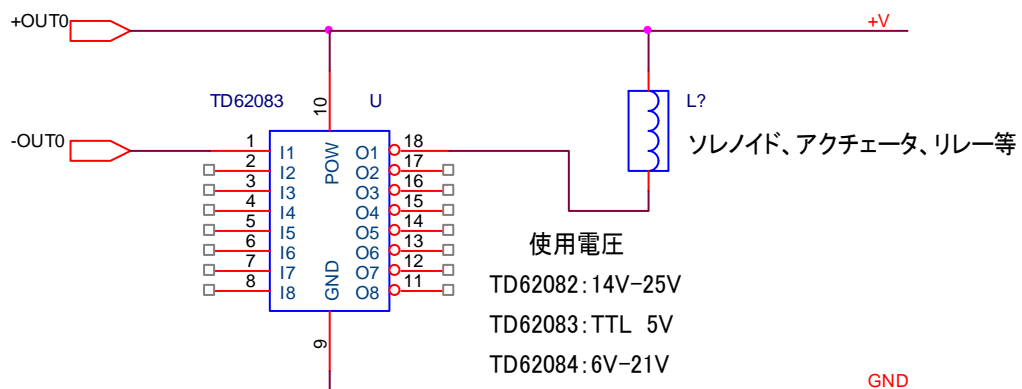 +OUT0
+V
TD62083
U
10
L?
-OUT0
1 I1 O1 18
2 I2 POW O2 17
3 I3 O3 16
4 I4 O4 15
5 I5 O5 14
6 I6 O6 13
7 I7 GND O7 12
8 I8 O8 11
9
ソレノイド、アクチェータ、リレー等
使用電圧
TD62082:14V-25V
TD62083:TTL 5V
TD62084:6V-21V
GND